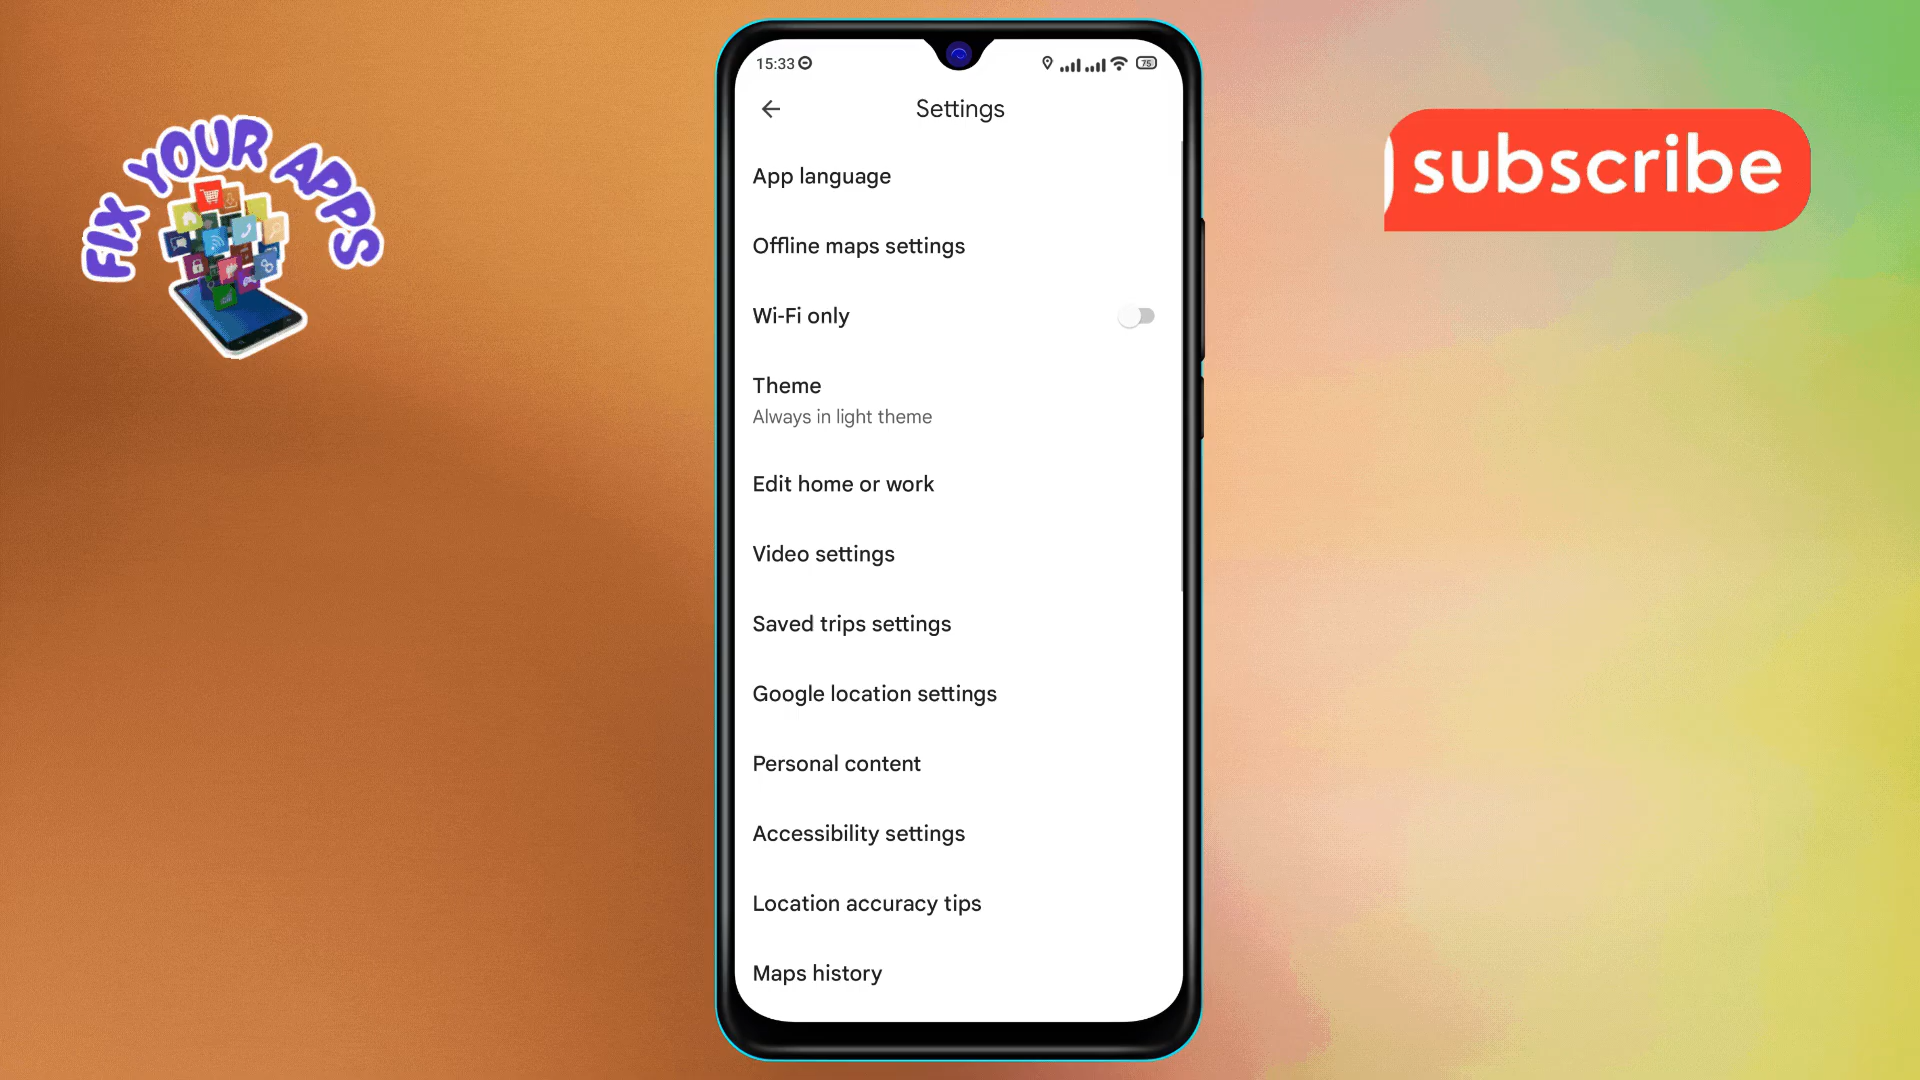 FIX YOUR APPS
15:33
75
Settings
subscribe
App language
Offline maps settings
Wi-Fi only
Theme
Always in light theme
Edit home or work
Video settings
Saved trips settings
Google location settings
Personal content
Accessibility settings
Location accuracy tips
Maps history